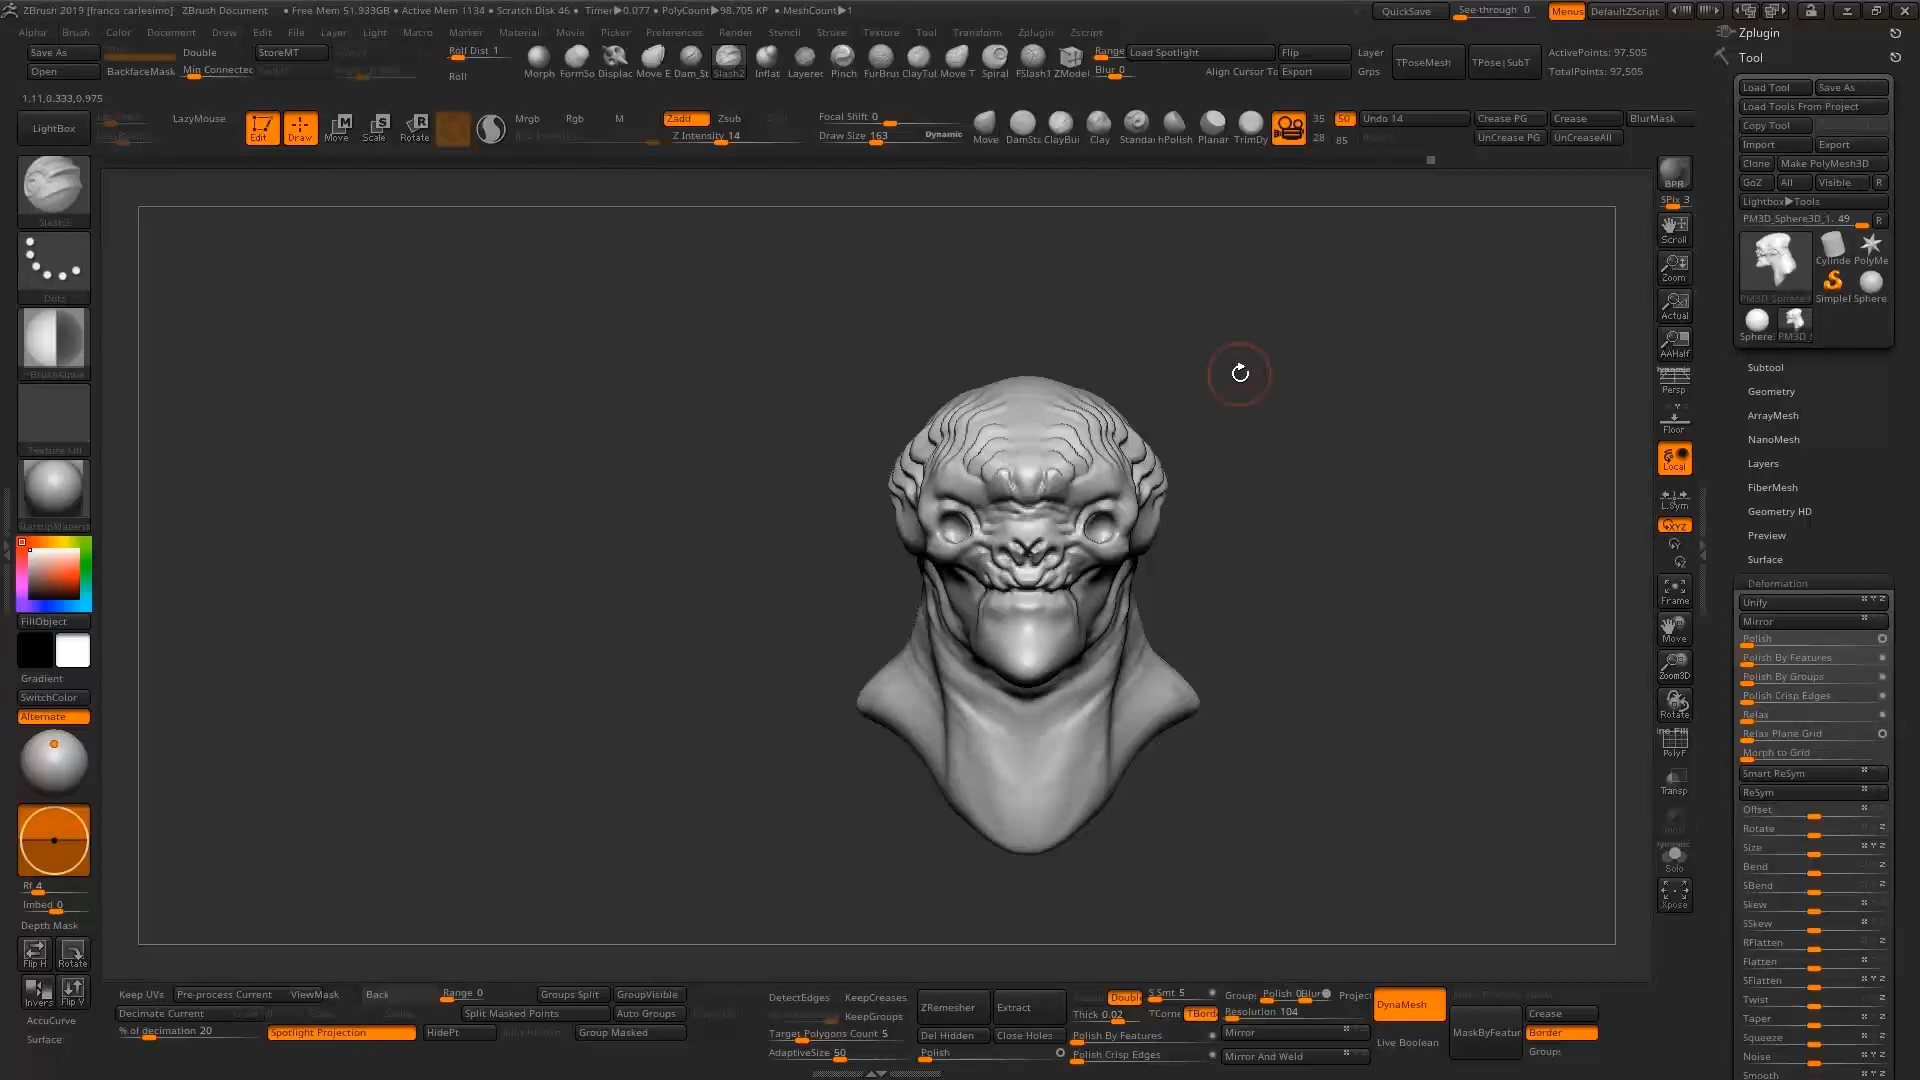 ZBrush 2019 [franco carlesimo] ZBrush Document • Free Mem 51.933GB • Active Mem 1134 • Scratch Disk 46 • Timer▶0.077 • PolyCount▶98.705 KP • MeshCount▶1 QuickSave See-through 0 Menus DefaultZScript
Alpha Brush Color Document Draw Edit File Layer Light Macro Marker Material Movie Picker Preferences Render Stencil Stroke Texture Tool Transform Zplugin Zscript
Zplugin
Save As Double StoreMT Roll Dist 1 Range Load Spotlight Flip Layer TPoseMesh TPose|SubT ActivePoints: 97,505
Tool
Open BackfaceMask Min Connected Roll Morph FormSo Displac Move E Dam_St Slash2 Inflat Layered Pinch FurBrus ClayTul Move T Spiral FSlash1 ZModel Blur 0 Align Cursor To Export Grps TotalPoints: 97,505
Load Tool Save As
1.11,0.333,0.975
Load Tools From Project
LightBox LazyMouse Edit Draw Move Scale Rotate Mrgb Rgb M Zadd Zsub Focal Shift 0 35 50 Undo 14 Crease PG Crease BlurMask
Z Intensity 14 Draw Size 163 Dynamic Move DamSta ClayBui Clay Standa hPolish Planar TrimDy 28 85 UnCrease PG UnCreaseAll
Copy Tool
Import Export
Clone Make PolyMesh3D
GoZ All Visible R
Lightbox▶Tools
PM3D_Sphere3D_1. 49 R
Cylinde PolyMe
Simplel Sphere
Sphere PM3D_S
BPR
SPix 3
Scroll
Zoom
Actual
AAHalf
Persp
Floor
Local
L.Sym
XYZ
Frame
Move
Zoom3D
Rotate
PolyF
Transp
Solo
Xpose
Slash2
Dots
BrushAlpha
StartupMaterial
FillObject
Gradient
SwitchColor
Alternate
Rf 4
Imbed 0
Depth Mask
Flip H Rotate
Invers Flip V
AccuCurve
Surface
Subtool
Geometry
ArrayMesh
NanoMesh
Layers
FiberMesh
Geometry HD
Preview
Surface
Deformation
Unify
Mirror
Polish
Polish By Features
Polish By Groups
Polish Crisp Edges
Relax
Relax Plane Grid
Morph to Grid
Smart ReSym
ReSym
Offset
Rotate
Size
Bend
SBend
Skew
SSkew
RFlatten
Flatten
SFlatten
Twist
Taper
Squeeze
Noise
Smooth
Keep UVs Pre-process Current ViewMask Back Range 0 Groups Split GroupVisible
Decimate Current Split Masked Points Auto Groups
% of decimation 20 Spotlight Projection HidePt Group Masked
DetectEdges KeepCreases ZRemesher Extract Double S Smt 5 Groups Polish 0 Blur Project DynaMesh
KeepGroups Thick 0.02 TCorne TBord Resolution 104 Crease
Target Polygons Count 5 Del Hidden Close Holes Polish By Features Mirror Live Boolean MaskByFeatur Border
AdaptiveSize 50 Polish Polish Crisp Edges Mirror And Weld Groups